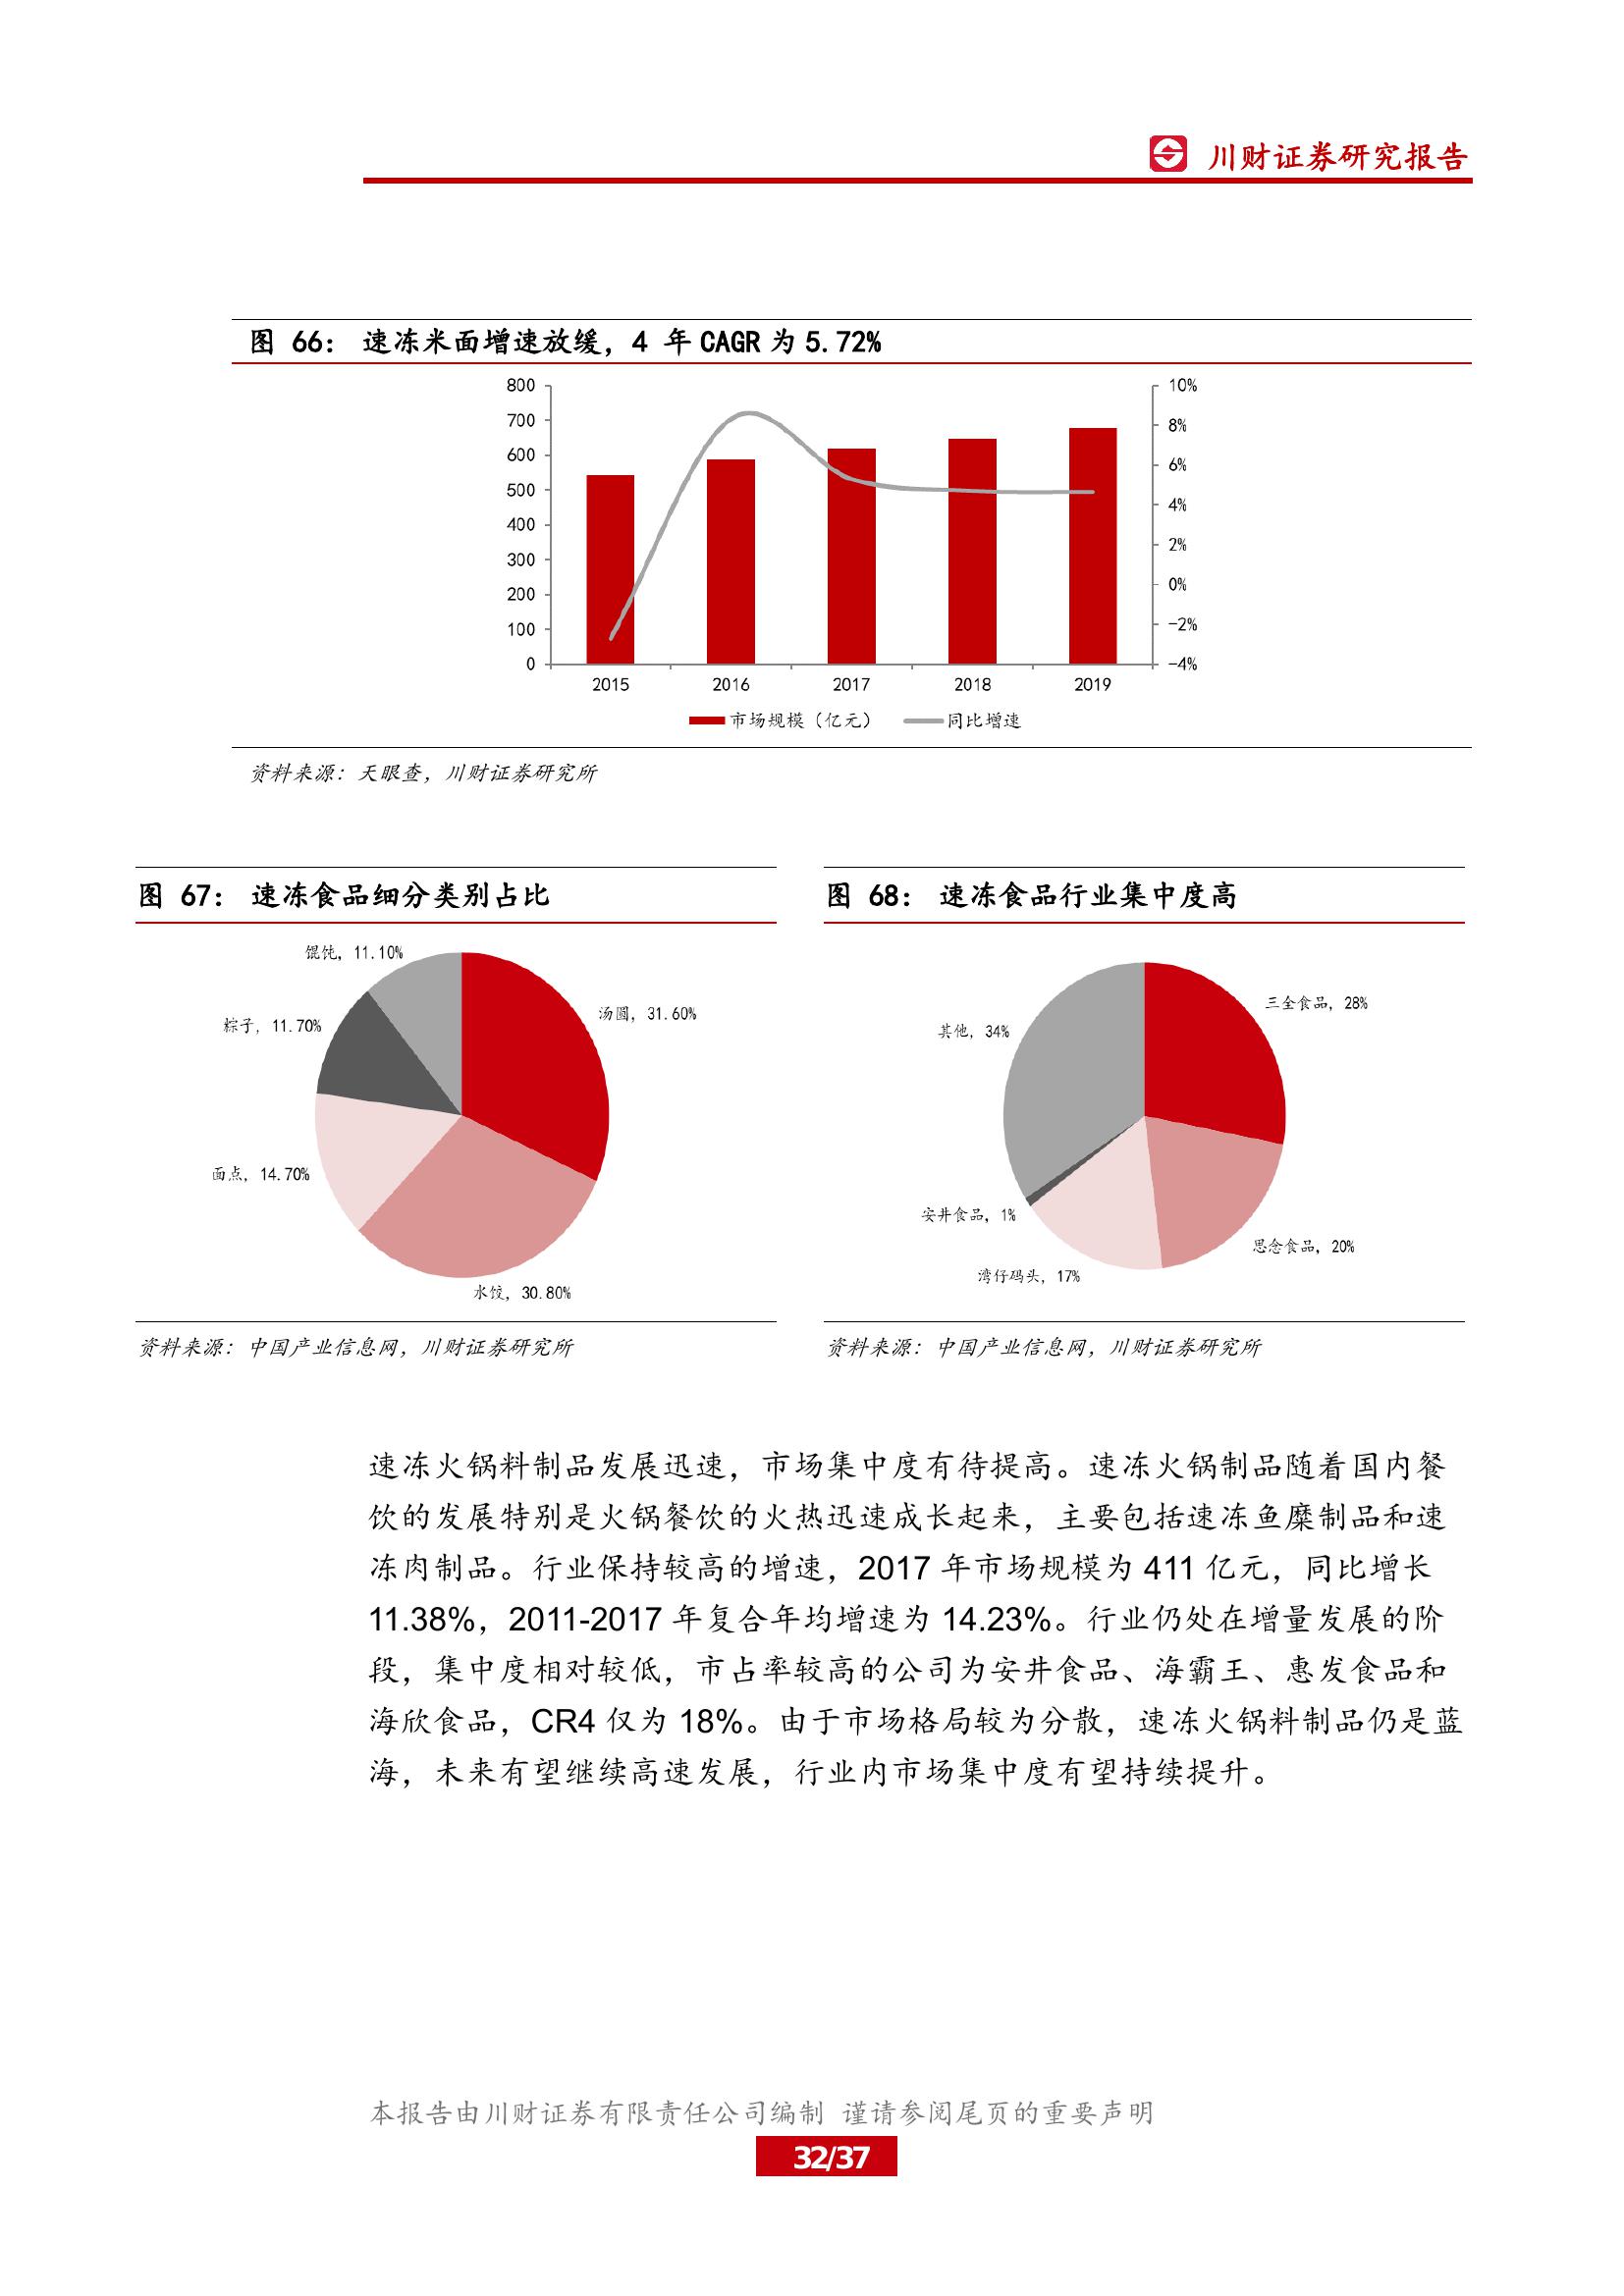 川财证券研究报告
图 66： 速冻米面增速放缓，4 年 CAGR 为 5.72%
800
700
600
500
400
300
200
100
0
10%
8%
6%
4%
2%
0%
-2%
-4%
2015 2016 2017 2018 2019
市场规模（亿元） 同比增速
资料来源：天眼查，川财证券研究所
图 67： 速冻食品细分类别占比
馄饨，11.10%
粽子，11.70%
汤圆，31.60%
面点，14.70%
水饺，30.80%
资料来源：中国产业信息网，川财证券研究所
图 68： 速冻食品行业集中度高
三全食品，28%
其他，34%
安井食品，1%
思念食品，20%
湾仔码头，17%
资料来源：中国产业信息网，川财证券研究所
速冻火锅料制品发展迅速，市场集中度有待提高。速冻火锅制品随着国内餐
饮的发展特别是火锅餐饮的火热迅速成长起来，主要包括速冻鱼糜制品和速
冻肉制品。行业保持较高的增速，2017 年市场规模为 411 亿元，同比增长
11.38%，2011-2017 年复合年均增速为 14.23%。行业仍处在增量发展的阶
段，集中度相对较低，市占率较高的公司为安井食品、海霸王、惠发食品和
海欣食品，CR4 仅为 18%。由于市场格局较为分散，速冻火锅料制品仍是蓝
海，未来有望继续高速发展，行业内市场集中度有望持续提升。
本报告由川财证券有限责任公司编制 谨请参阅尾页的重要声明
32/37